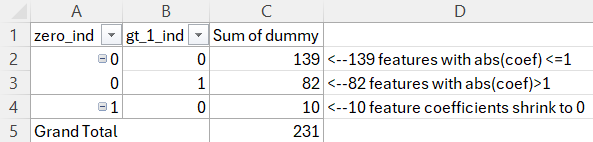 A B C D
1 zero_ind gt_1_ind Sum of dummy
2 0 0 139 <--139 features with abs(coef) <=1
3 0 1 82 <--82 features with abs(coef)>1
4 1 0 10 <--10 feature coefficients shrink to 0
5 Grand Total 231